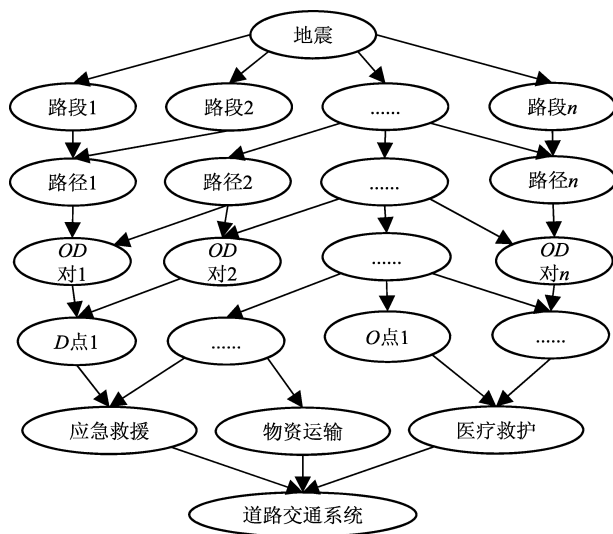 地震
路段1
路段2
......
路段n
路径1
路径2
......
路径n
OD
对1
OD
对2
......
OD
对n
D点1
......
O点1
......
应急救援
物资运输
医疗救护
道路交通系统